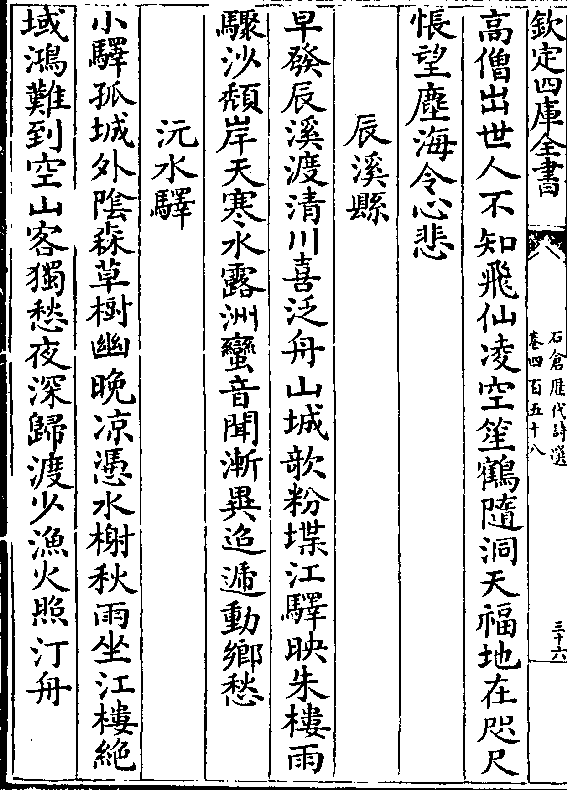 欽定四庫全書
石倉歴代詩選
卷四百五十八
三十六
高僧出世人不知飛仙凌空笙鶴隨洞天福地在咫尺
悵望塵海令心悲
辰溪縣
早發辰溪渡清川喜泛舟山城欹粉堞江驛映朱樓雨
驟沙頹岸天寒水露洲蠻音聞漸異迢遞動鄉愁
沅水驛
小驛孤城外陰森草樹幽晚凉憑水榭秋雨坐江樓絶
域鴻難到空山客獨愁夜深歸渡少漁火照汀舟